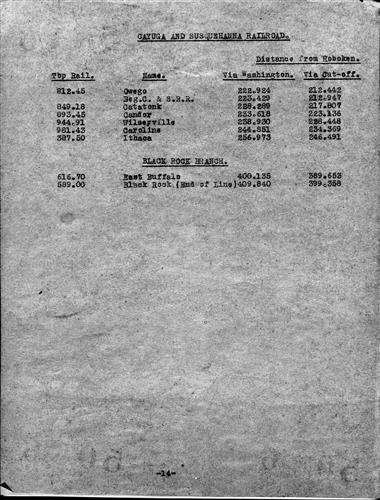 CAYUGA AND SUSQUEHANNA RAILROAD.
Distance from Hoboken.
Top Rail. Name. Via Washington. Via Cut-off.
812.45 Owego 222.924 212.442
Beg.C. & S.R.R. 223.429 212.947
849.18 Catatonk 228.289 217.807
893.45 Candor 233.618 223.136
944.91 Wilseyville 238.930 228.448
981.43 Caroline 244.851 234.369
387.50 Ithaca 256.973 246.491
BLACK ROCK BRANCH.
616.70 East Buffalo 400.135 389.653
589.00 Black Rock (End of Line) 409.840 399.358
-14-